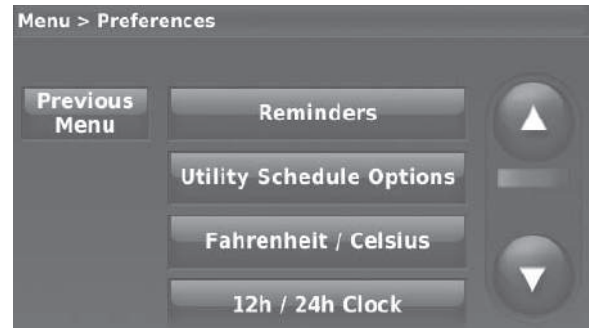 Menu > Preferences
Previous
Menu
Reminders
Utility Schedule Options
Fahrenheit / Celsius
12h / 24h Clock